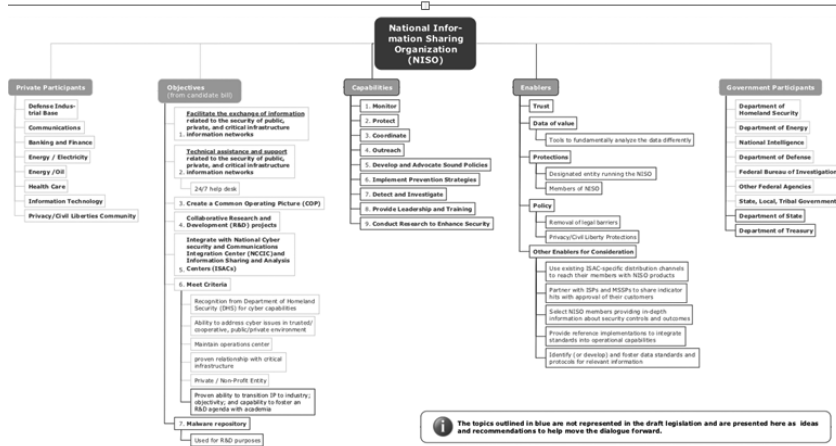 National Infor-
mation Sharing
Organization
(NISO)
Private Participants
Defense Indus-
trial Base
Communications
Banking and Finance
Energy / Electricity
Energy /Oil
Health Care
Information Technology
Privacy/Civil Liberties Community
Objectives
(from candidate bill)
Facilitate the exchange of information
related to the security of public,
private, and critical infrastructure
1. information networks
Technical assistance and support
related to the security of public,
private, and critical infrastructure
2. information networks
24/7 help desk
3. Create a Common Operating Picture (COP)
Collaborative Research and
4. Development (R&D) projects
Integrate with National Cyber
security and Communications
Integration Center (NCCIC)and
Information Sharing and Analysis
5. Centers (ISACs)
6. Meet Criteria
Recognition from Department of Homeland
Security (DHS) for cyber capabilities
Ability to address cyber issues in trusted/
cooperative, public/private environment
Maintain operations center
proven relationship with critical
infrastructure
Private / Non-Profit Entity
Proven ability to transition IP to industry;
objectivity; and capability to foster an
R&D agenda with academia
7. Malware repository
Used for R&D purposes
Capabilities
1. Monitor
2. Protect
3. Coordinate
4. Outreach
5. Develop and Advocate Sound Policies
6. Implement Prevention Strategies
7. Detect and Investigate
8. Provide Leadership and Training
9. Conduct Research to Enhance Security
Enablers
Trust
Data of value
Tools to fundamentally analyze the data differently
Protections
Designated entity running the NISO
Members of NISO
Policy
Removal of legal barriers
Privacy/Civil Liberty Protections
Other Enablers for Consideration
Use existing ISAC-specific distribution channels
to reach their members with NISO products
Partner with ISPs and MSSPs to share indicator
hits with approval of their customers
Select NISO members providing in-depth
information about security controls and outcomes
Provide reference implementations to integrate
standards into operational capabilities
Identify (or develop) and foster data standards and
protocols for relevant information
Government Participants
Department of
Homeland Security
Department of Energy
National Intelligence
Department of Defense
Federal Bureau of Investigation
Other Federal Agencies
State, Local, Tribal Government
Department of State
Department of Treasury
i
The topics outlined in blue are not represented in the draft legislation and are presented here as ideas
and recommendations to help move the dialogue forward.